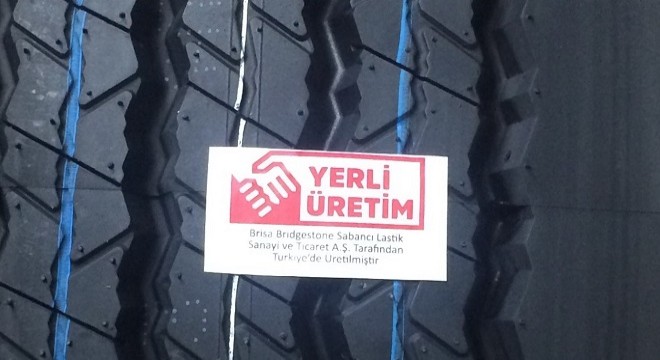 YERLİ
ÜRETİM
Brisa Bridgestone Sabancı Lastik
Sanayi ve Ticaret A.Ş. Tarafından
Türkiye'de Üretilmiştir